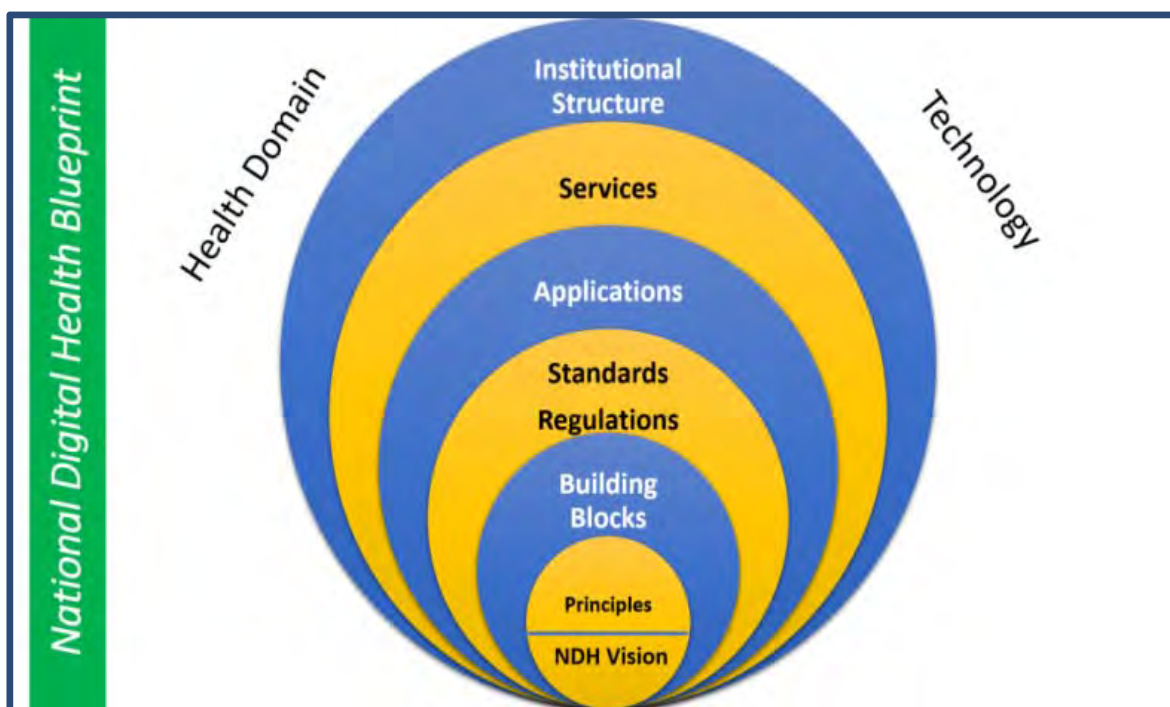 National Digital Health Blueprint
Health Domain
Technology
Institutional
Structure
Services
Applications
Standards
Regulations
Building
Blocks
Principles
NDH Vision